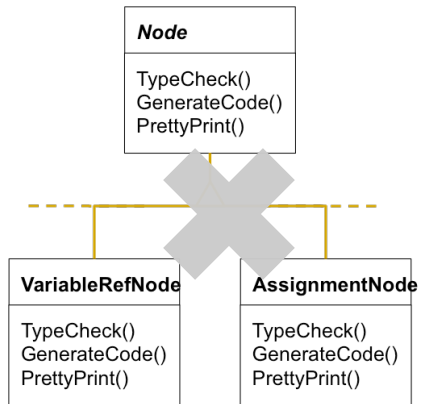 Node
TypeCheck()
GenerateCode()
PrettyPrint()
VariableRefNode
TypeCheck()
GenerateCode()
PrettyPrint()
AssignmentNode
TypeCheck()
GenerateCode()
PrettyPrint()